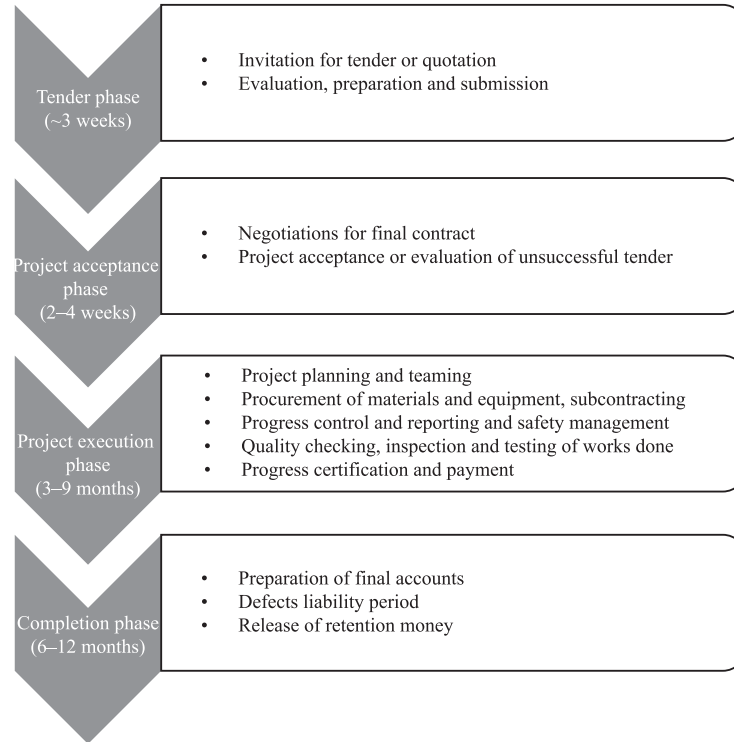 Tender phase
(~3 weeks)
• Invitation for tender or quotation
• Evaluation, preparation and submission
Project acceptance
phase
(2–4 weeks)
• Negotiations for final contract
• Project acceptance or evaluation of unsuccessful tender
Project execution
phase
(3–9 months)
• Project planning and teaming
• Procurement of materials and equipment, subcontracting
• Progress control and reporting and safety management
• Quality checking, inspection and testing of works done
• Progress certification and payment
Completion phase
(6–12 months)
• Preparation of final accounts
• Defects liability period
• Release of retention money